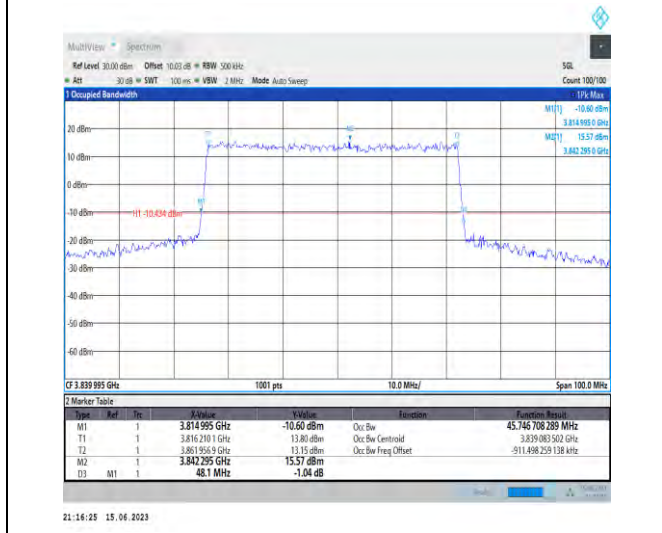 MultiView Spectrum
Ref Level 30.00 dBm Offset 10.03 dB RBW 500 kHz SGL
Att 30 dB SWT 100 ms VBW 2 MHz Mode Auto Sweep Count 100/100
1 Occupied Bandwidth 1Pk Max
M1[1] -10.60 dBm
3.814 995 0 GHz
M2[1] 15.57 dBm
3.842 295 0 GHz
20 dBm
10 dBm
0 dBm
-10 dBm
H1 -10.434 dBm
-20 dBm
-30 dBm
-40 dBm
-50 dBm
-60 dBm
CF 3.839 995 GHz 1001 pts 10.0 MHz/ Span 100.0 MHz
2 Marker Table
Type Ref Trc X-Value Y-Value Function Function Result
M1 1 3.814 995 GHz -10.60 dBm Occ Bw 45.746 708 289 MHz
T1 1 3.816 210 1 GHz 13.80 dBm Occ Bw Centroid 3.839 083 502 GHz
T2 1 3.861 956 9 GHz 13.15 dBm Occ Bw Freq Offset -911.498 259 138 kHz
M2 1 3.842 295 GHz 15.57 dBm
D3 M1 1 48.1 MHz -1.04 dB
21:16:25 15.06.2023